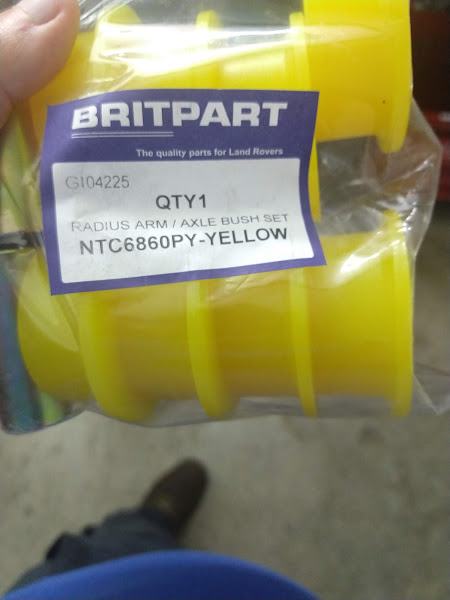 BRITPART
The quality parts for Land Rovers
GI04225
QTY1
RADIUS ARM / AXLE BUSH SET
NTC6860PY-YELLOW